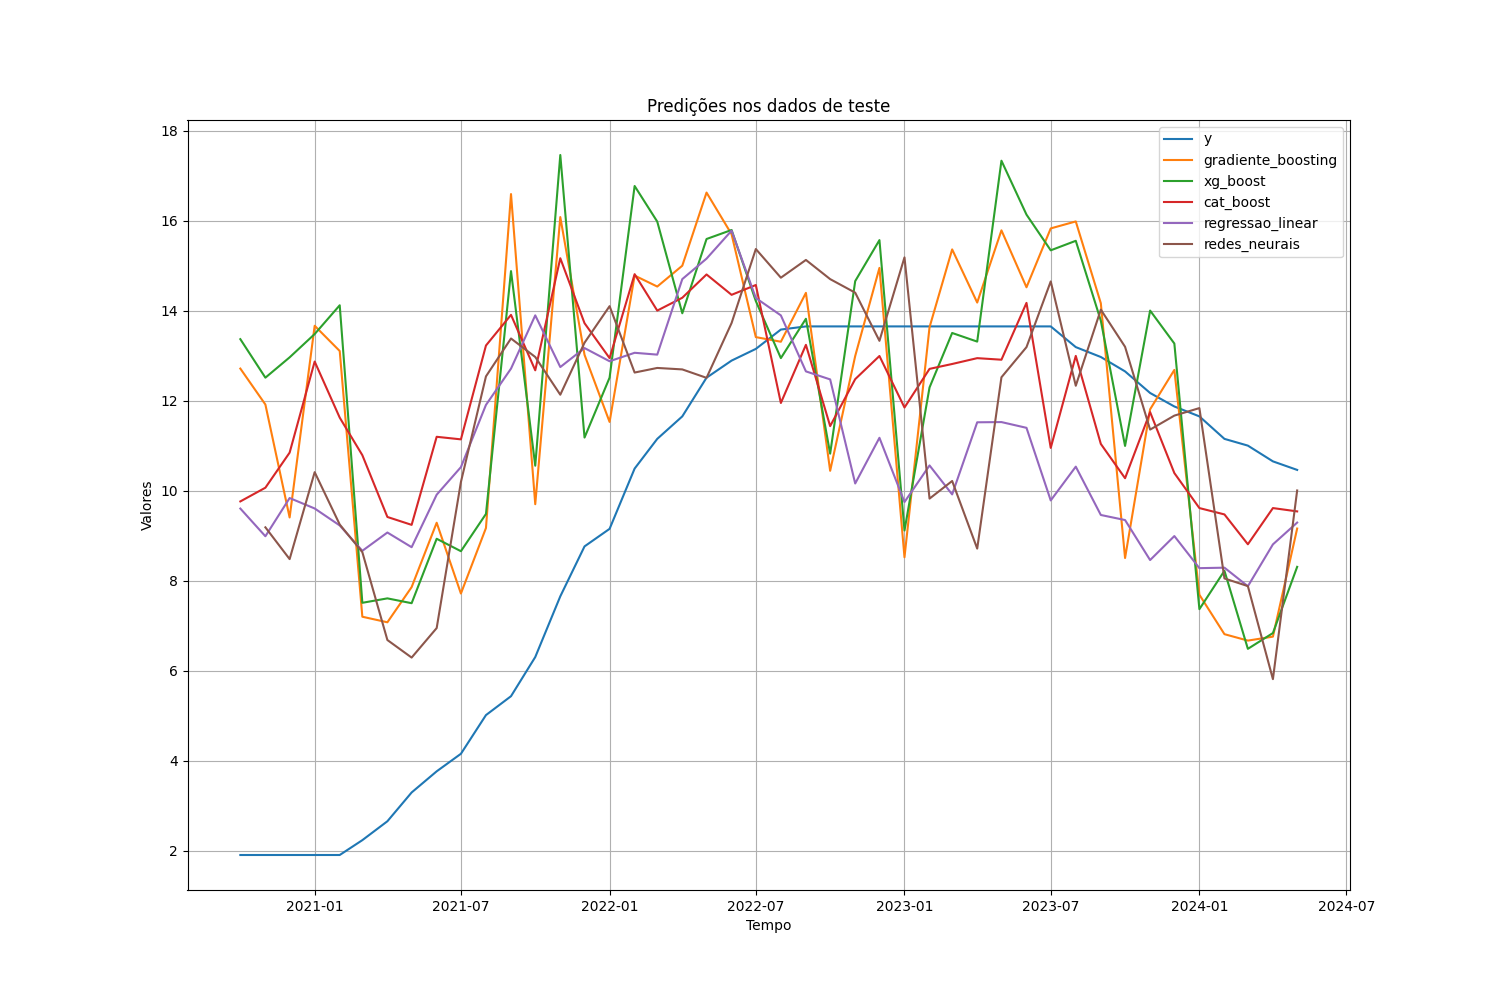 Predições nos dados de teste
18
16
14
12
10
8
6
4
2
Valores
2021-01
2021-07
2022-01
2022-07
2023-01
2023-07
2024-01
2024-07
Tempo
y
gradiente_boosting
xg_boost
cat_boost
regressao_linear
redes_neurais